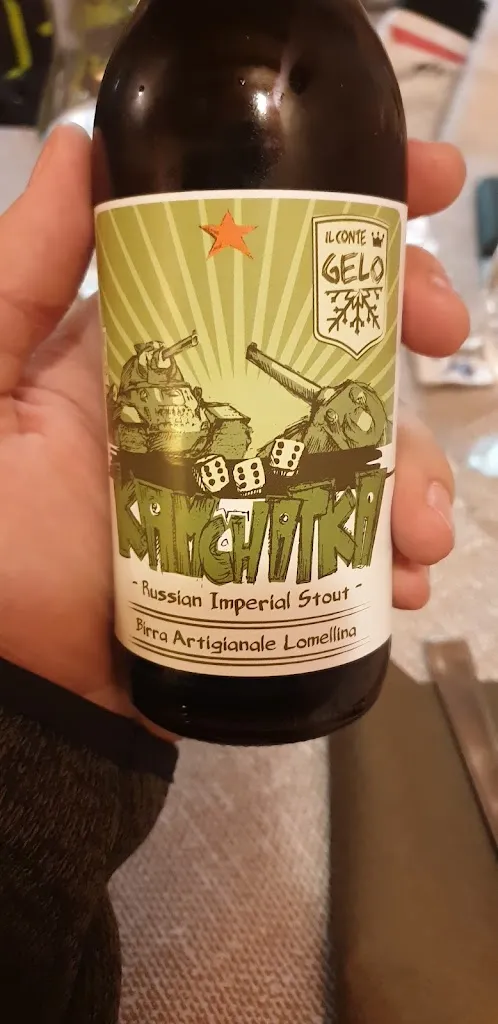 IL CONTE
GELO
KAMCHATKA
- Russian Imperial Stout -
Birra Artigianale Lomellina